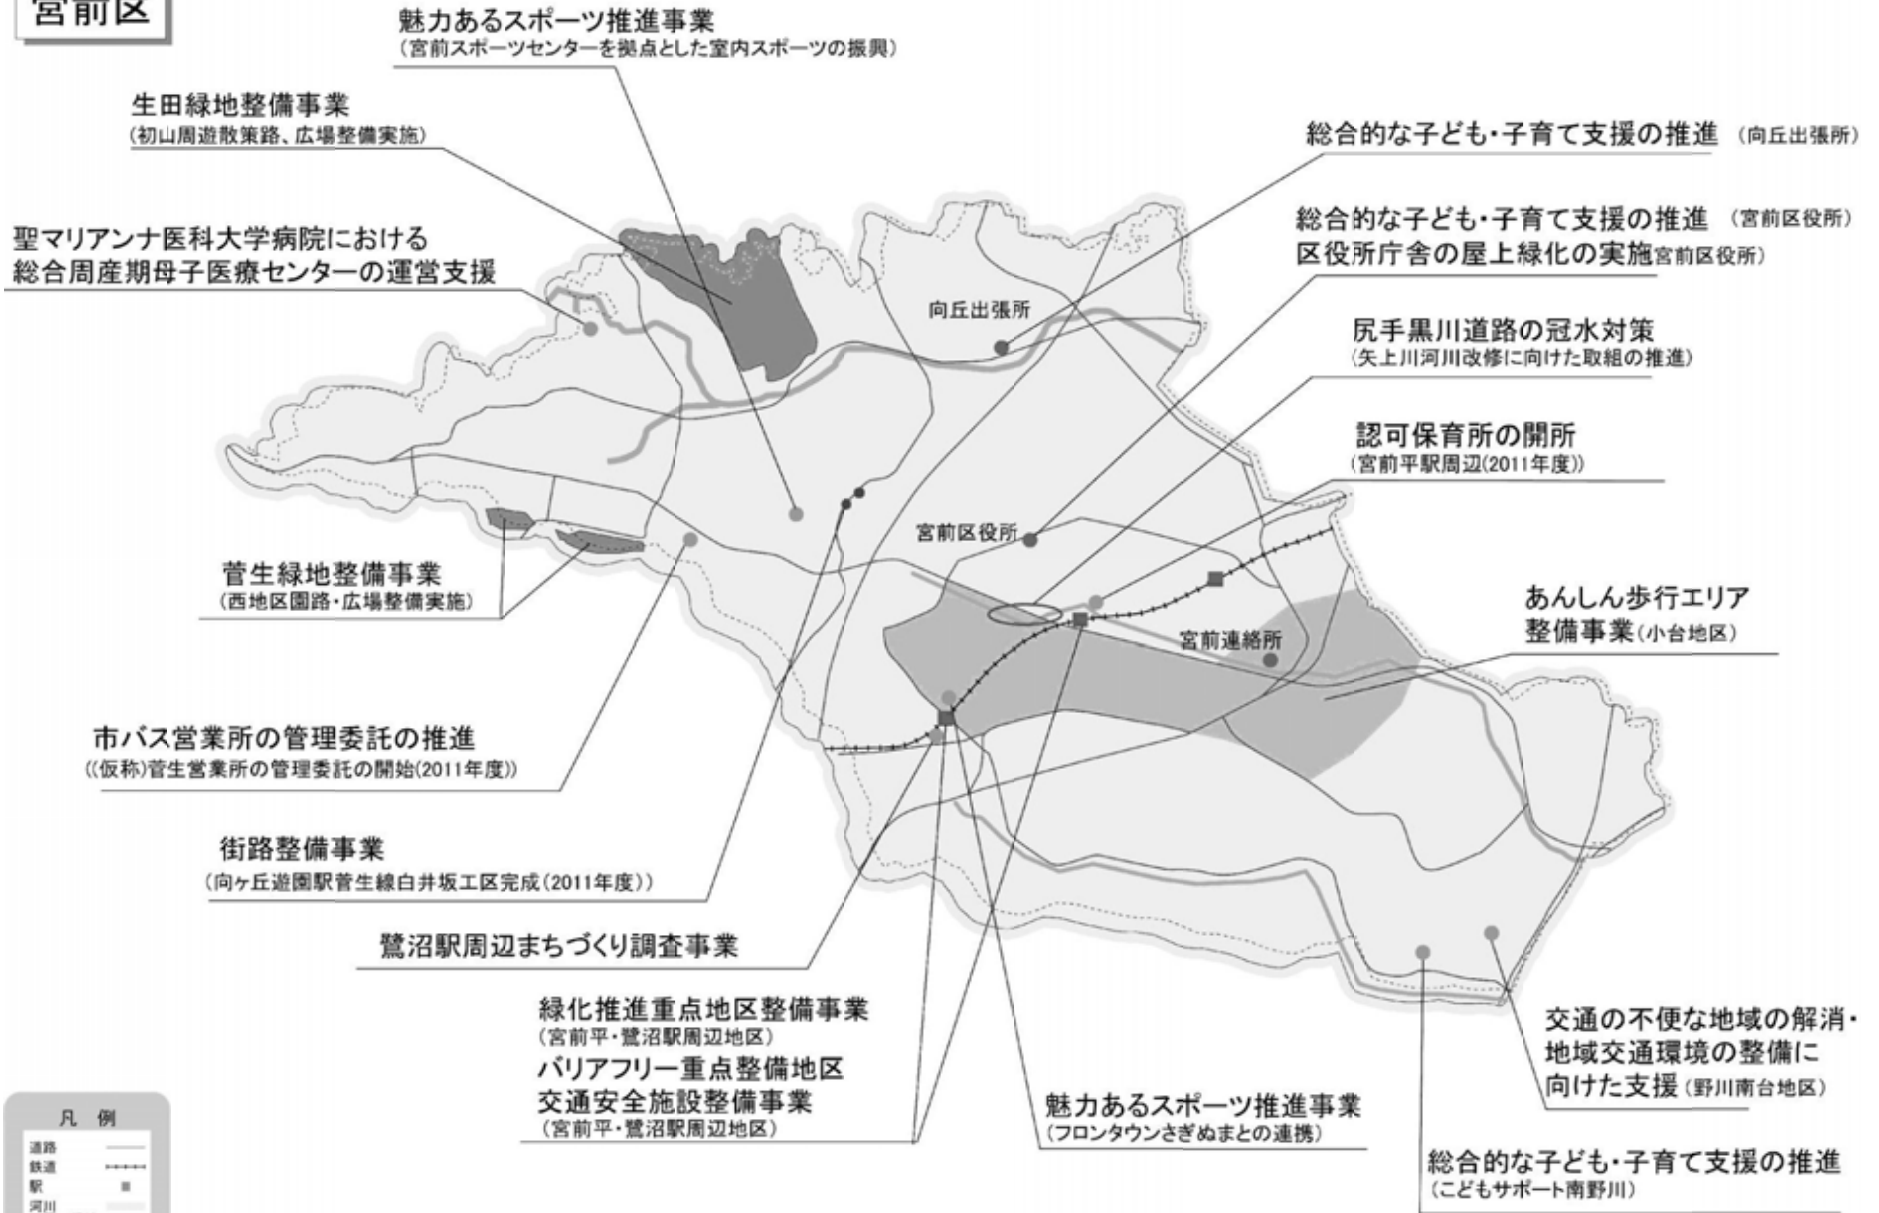 宮前区
魅力あるスポーツ推進事業
(宮前スポーツセンターを拠点とした室内スポーツの振興)
生田緑地整備事業
(初山周遊散策路、広場整備実施)
総合的な子ども・子育て支援の推進 (向丘出張所)
聖マリアンナ医科大学病院における
総合周産期母子医療センターの運営支援
総合的な子ども・子育て支援の推進 (宮前区役所)
区役所庁舎の屋上緑化の実施宮前区役所)
向丘出張所
尻手黒川道路の冠水対策
(矢上川河川改修に向けた取組の推進)
認可保育所の開所
(宮前平駅周辺(2011年度))
宮前区役所
菅生緑地整備事業
(西地区園路・広場整備実施)
あんしん歩行エリア
整備事業(小台地区)
宮前連絡所
市バス営業所の管理委託の推進
((仮称)菅生営業所の管理委託の開始(2011年度))
街路整備事業
(向ヶ丘遊園駅菅生線白井坂工区完成(2011年度))
鷺沼駅周辺まちづくり調査事業
緑化推進重点地区整備事業
(宮前平・鷺沼駅周辺地区)
バリアフリー重点整備地区
交通安全施設整備事業
(宮前平・鷺沼駅周辺地区)
魅力あるスポーツ推進事業
(フロンタウンさぎぬまとの連携)
交通の不便な地域の解消・
地域交通環境の整備に
向けた支援(野川南台地区)
総合的な子ども・子育て支援の推進
(こどもサポート南野川)
凡 例
道路
鉄道
駅
河川